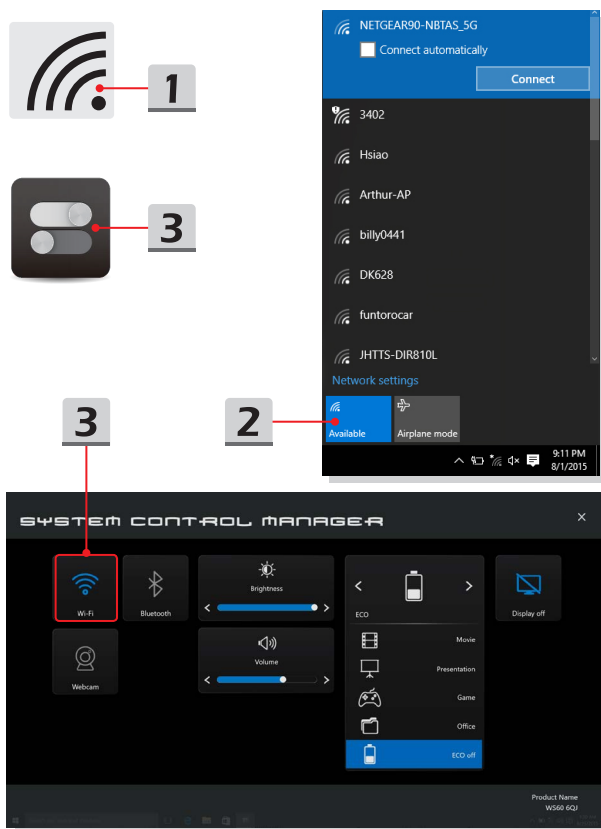 1
3
NETGEAR90-NBTAS_5G
Connect automatically
Connect
3402
Hsiao
Arthur-AP
billy0441
DK628
funtorocar
JHTTS-DIR810L
Network settings
Available
Airplane mode
9:11 PM
8/1/2015
2
3
SYSTEM CONTROL MANAGER
Wi-Fi
Bluetooth
Webcam
Brightness
Volume
ECO
Movie
Presentation
Game
Office
ECO off
Display off
Product Name
WS60 6QJ